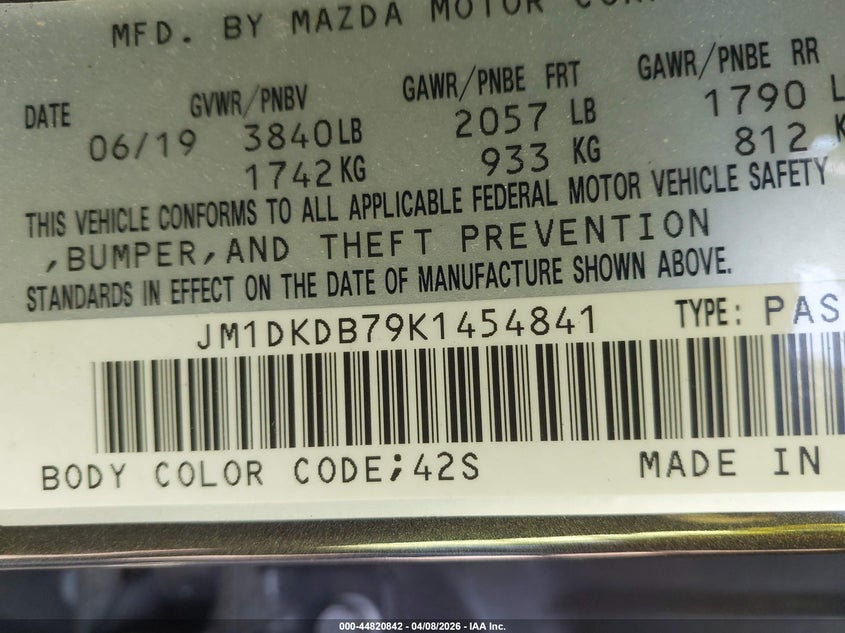 MFD. BY MAZDA MOTOR
DATE GVWR/PNBV GAWR/PNBE FRT GAWR/PNBE RR
06/19 3840LB 2057 LB 1790 L
1742KG 933 KG 812 K
THIS VEHICLE CONFORMS TO ALL APPLICABLE FEDERAL MOTOR VEHICLE SAFETY
,BUMPER,AND THEFT PREVENTION
STANDARDS IN EFFECT ON THE DATE OF MANUFACTURE SHOWN ABOVE.
JM1DKDB79K1454841 TYPE: PAS
BODY COLOR CODE;42S MADE IN
000-44820842 - 04/08/2026 - IAA Inc.